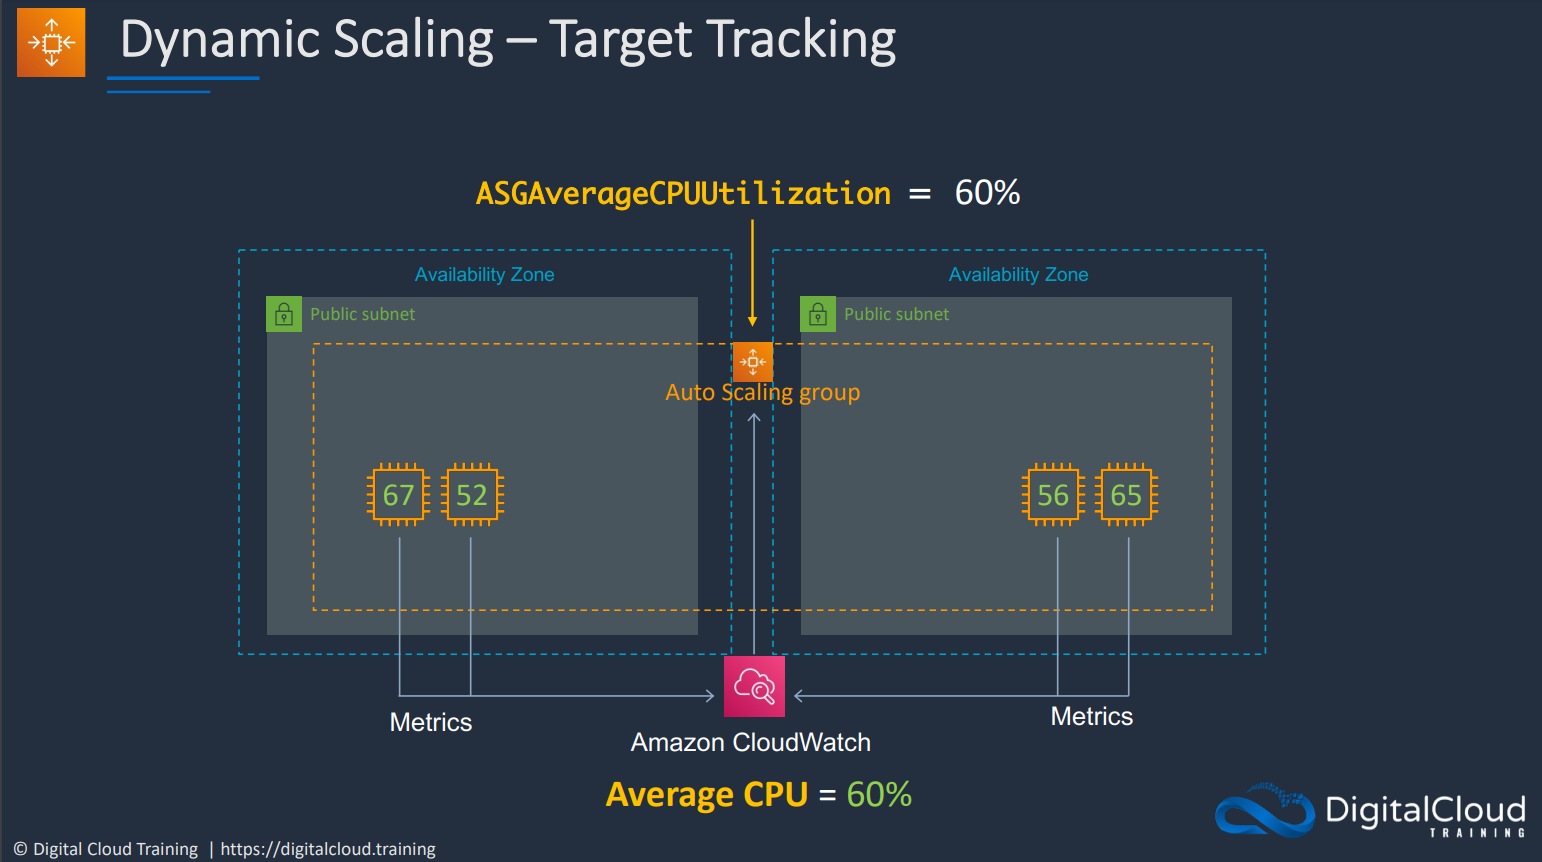 Dynamic Scaling – Target Tracking
ASGAverageCPUUtilization = 60%
Availability Zone
Availability Zone
Public subnet
Public subnet
Auto Scaling group
67 52
56 65
Metrics
Metrics
Amazon CloudWatch
Average CPU = 60%
DigitalCloud
TRAINING
© Digital Cloud Training | https://digitalcloud.training